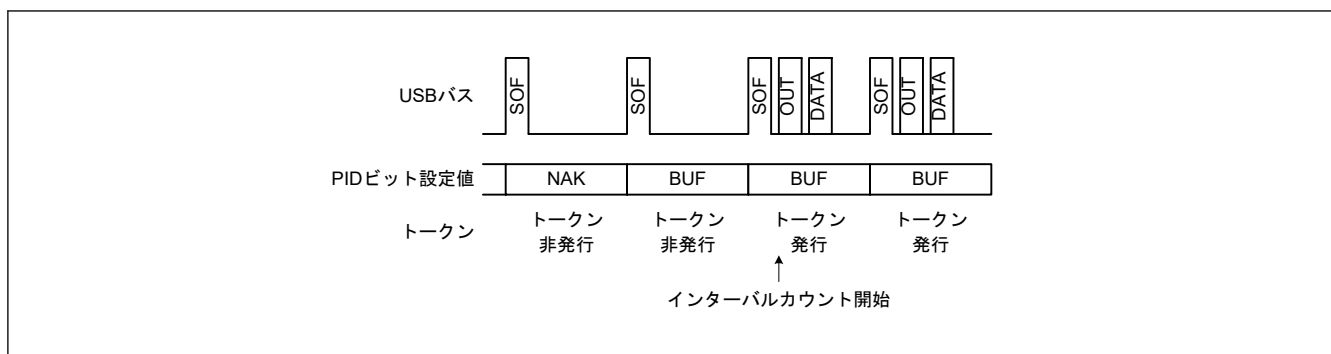 USBバス
SOF
SOF
SOF
OUT
DATA
SOF
OUT
DATA
PIDビット設定値
NAK
BUF
BUF
BUF
トークン
トークン
非発行
トークン
非発行
トークン
発行
トークン
発行
インターバルカウント開始